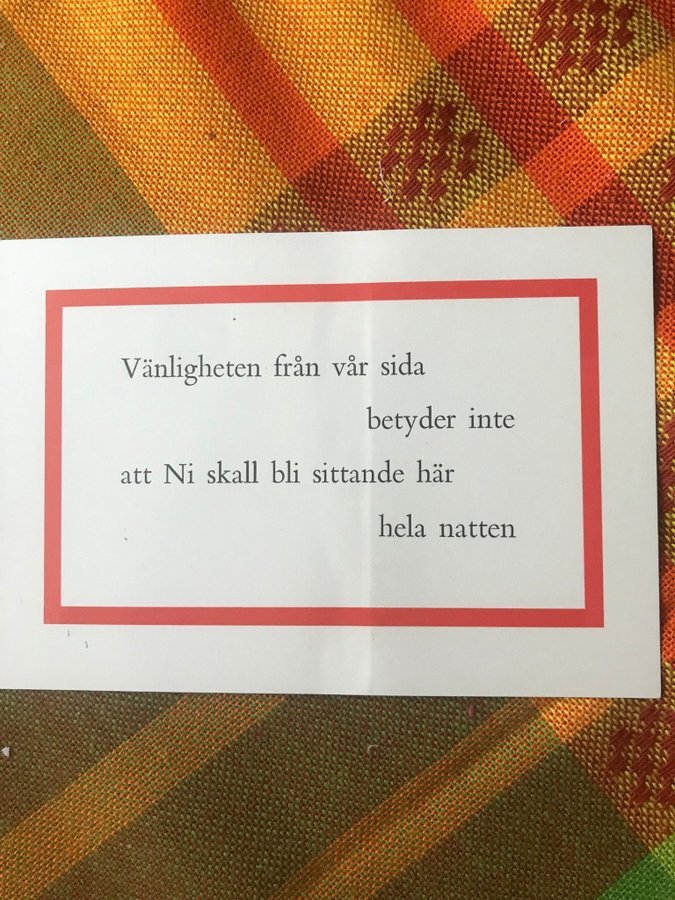 Vänligheten från vår sida
betyder inte
att Ni skall bli sittande här
hela natten